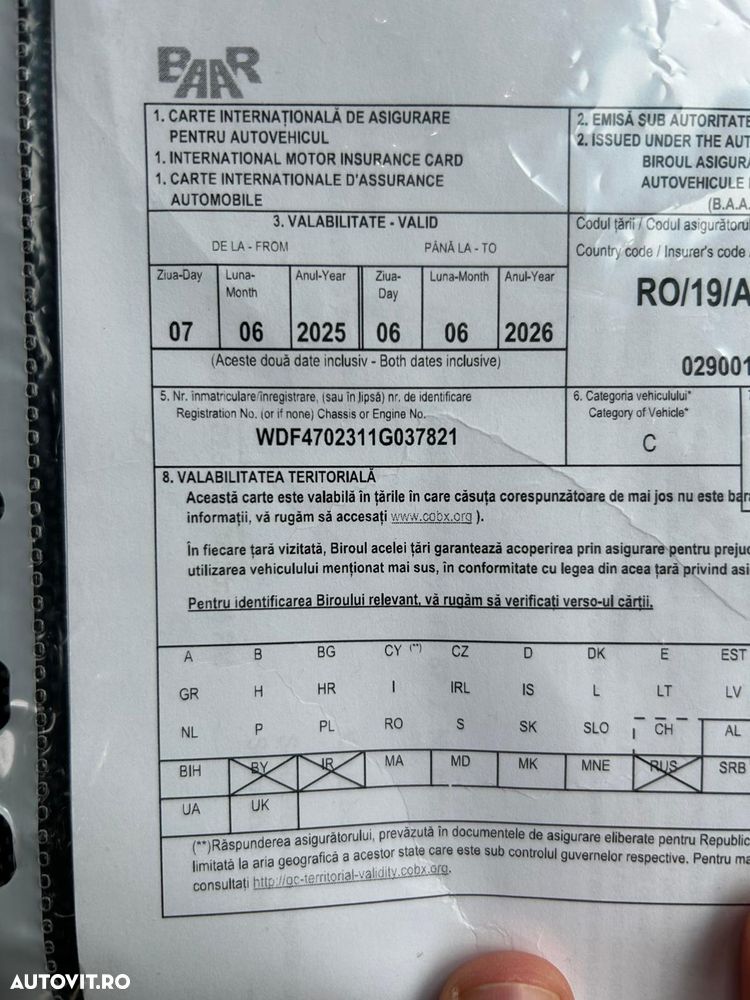 BAAR
1. CARTE INTERNAȚIONALĂ DE ASIGURARE
PENTRU AUTOVEHICUL
1. INTERNATIONAL MOTOR INSURANCE CARD
1. CARTE INTERNATIONALE D'ASSURANCE
AUTOMOBILE
2. EMISĂ SUB AUTORITATE
2. ISSUED UNDER THE AUT
BIROUL ASIGURA
AUTOVEHICULE
(B.A.A.
3. VALABILITATE - VALID
DE LA - FROM PÂNĂ LA - TO
Codul țării / Codul asigurătorul
Country code / Insurer's code
Ziua-Day Luna-Month Anul-Year Ziua-Day Luna-Month Anul-Year
07 06 2025 06 06 2026
RO/19/A
(Aceste două date inclusiv - Both dates inclusive)
029001
5. Nr. înmatriculare/înregistrare, (sau în lipsă) nr. de identificare
Registration No. (or if none) Chassis or Engine No.
WDF4702311G037821
6. Categoria vehiculului*
Category of Vehicle*
C
8. VALABILITATEA TERITORIALĂ
Această carte este valabilă în țările în care căsuța corespunzătoare de mai jos nu este bara
informații, vă rugăm să accesați www.cobx.org ).
În fiecare țară vizitată, Biroul acelei țări garantează acoperirea prin asigurare pentru prejud
utilizarea vehiculului menționat mai sus, în conformitate cu legea din acea țară privind asi
Pentru identificarea Biroului relevant, vă rugăm să verificați verso-ul cărții.
A B BG CY (**) CZ D DK E EST
GR H HR I IRL IS L LT LV
NL P PL RO S SK SLO CH AL
BIH BY IR MA MD MK MNE RUS SRB
UA UK
(**)Răspunderea asigurătorului, prevăzută în documentele de asigurare eliberate pentru Republic
limitată la aria geografică a acestor state care este sub controlul guvernelor respective. Pentru ma
consultați http://gc-territorial-validity.cobx.org.
AUTOVIT.RO